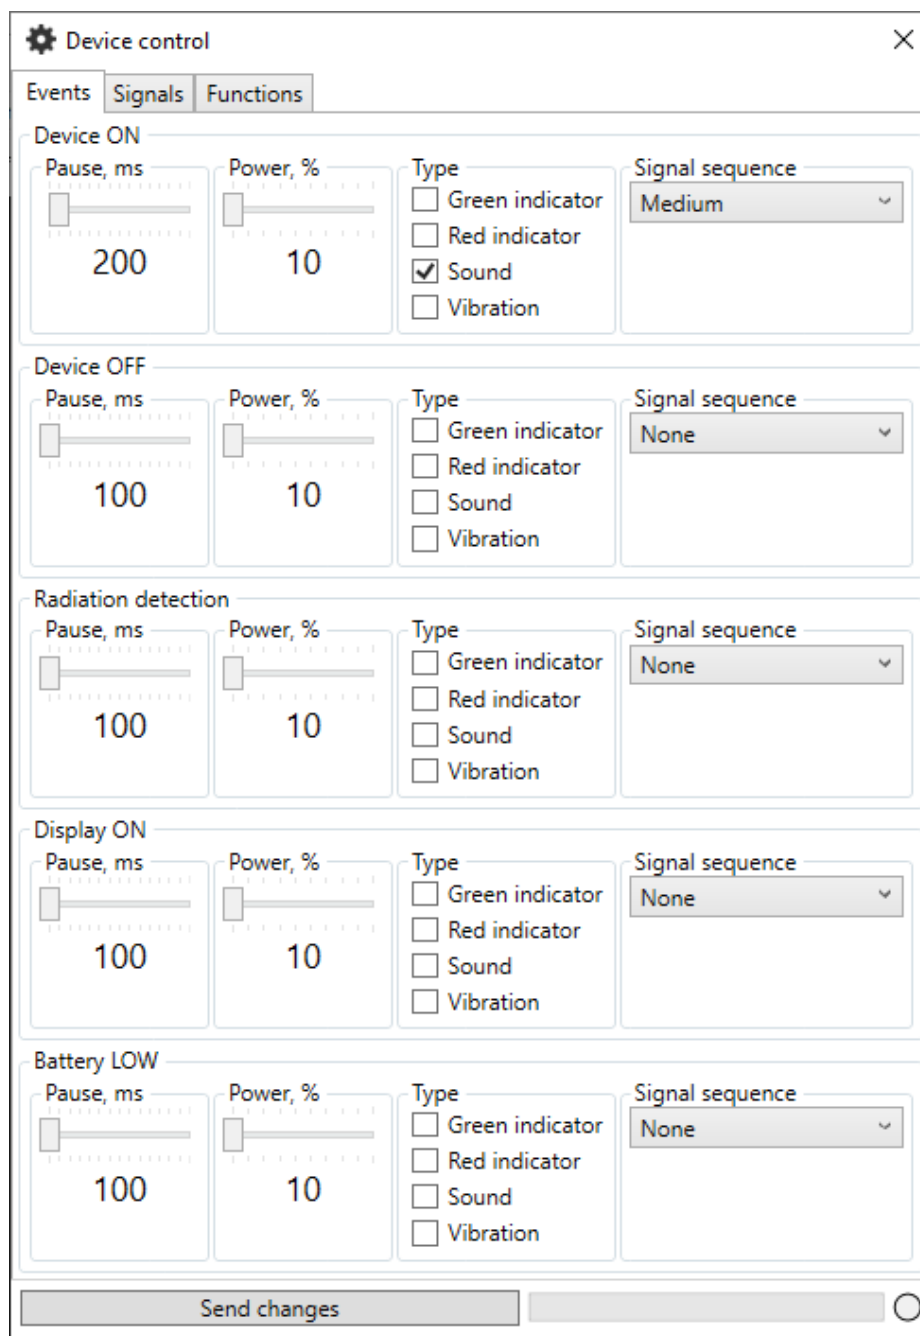 Device control
Events Signals Functions
Device ON
Pause, ms Power, % Type Signal sequence
Green indicator Medium
Red indicator
200 10 Sound
Vibration
Device OFF
Pause, ms Power, % Type Signal sequence
Green indicator None
Red indicator
100 10 Sound
Vibration
Radiation detection
Pause, ms Power, % Type Signal sequence
Green indicator None
Red indicator
100 10 Sound
Vibration
Display ON
Pause, ms Power, % Type Signal sequence
Green indicator None
Red indicator
100 10 Sound
Vibration
Battery LOW
Pause, ms Power, % Type Signal sequence
Green indicator None
Red indicator
100 10 Sound
Vibration
Send changes